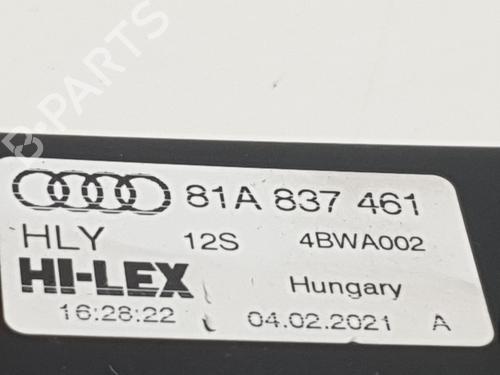 81A 837 461
HLY 12S 4BWA002
HI-LEX Hungary
16:28:22 04.02.2021 A